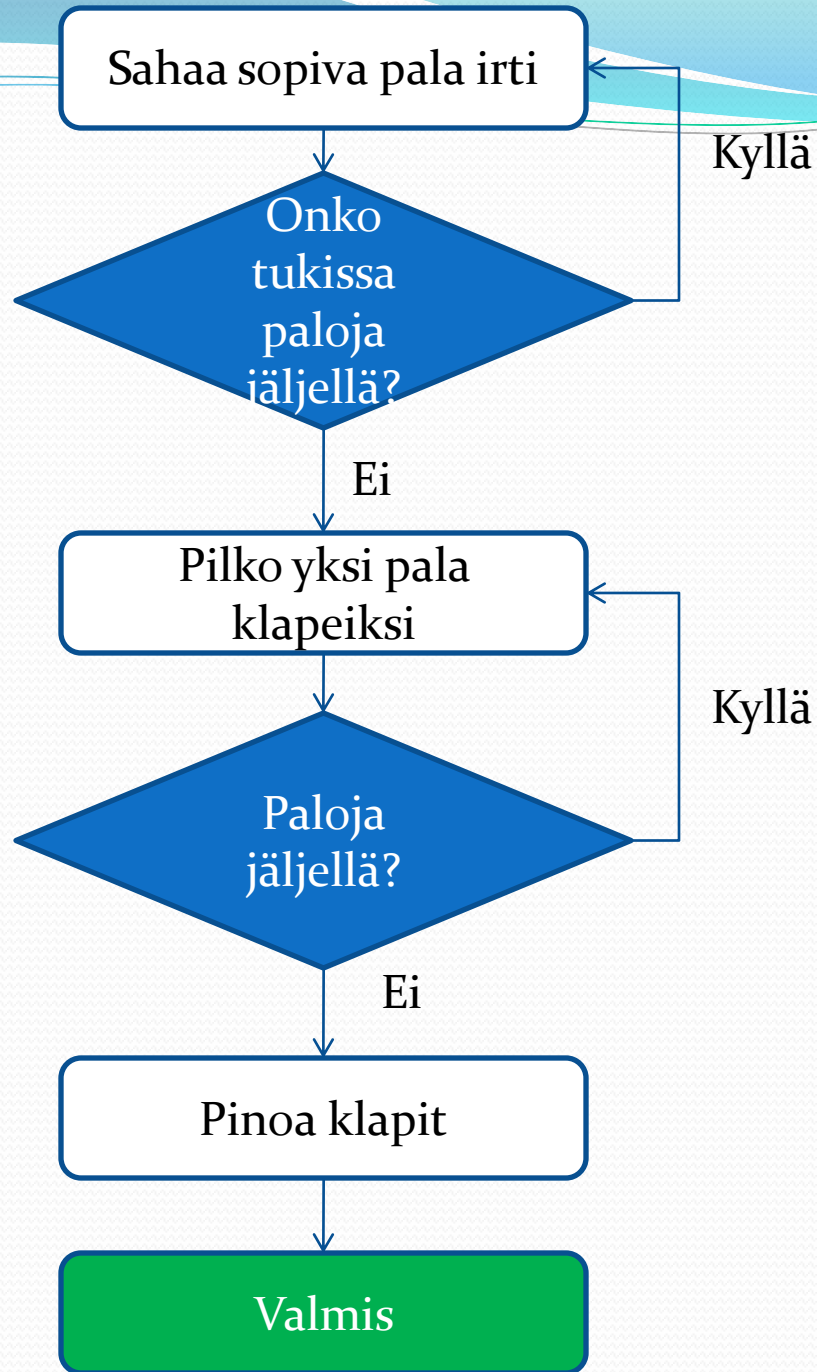 Sahaa sopiva pala irti
Kyllä
Onko
tukissa
paloja
jäljellä?
Ei
Pilko yksi pala
klapeiksi
Kyllä
Paloja
jäljellä?
Ei
Pinoa klapit
Valmis